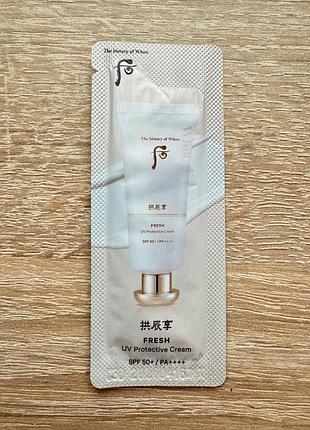 The history of Whoo
The history of Whoo
拱辰享
FRESH
UV Protective Cream
SPF 50+ / PA++++
拱辰享
FRESH
UV Protective Cream
SPF 50+ / PA++++